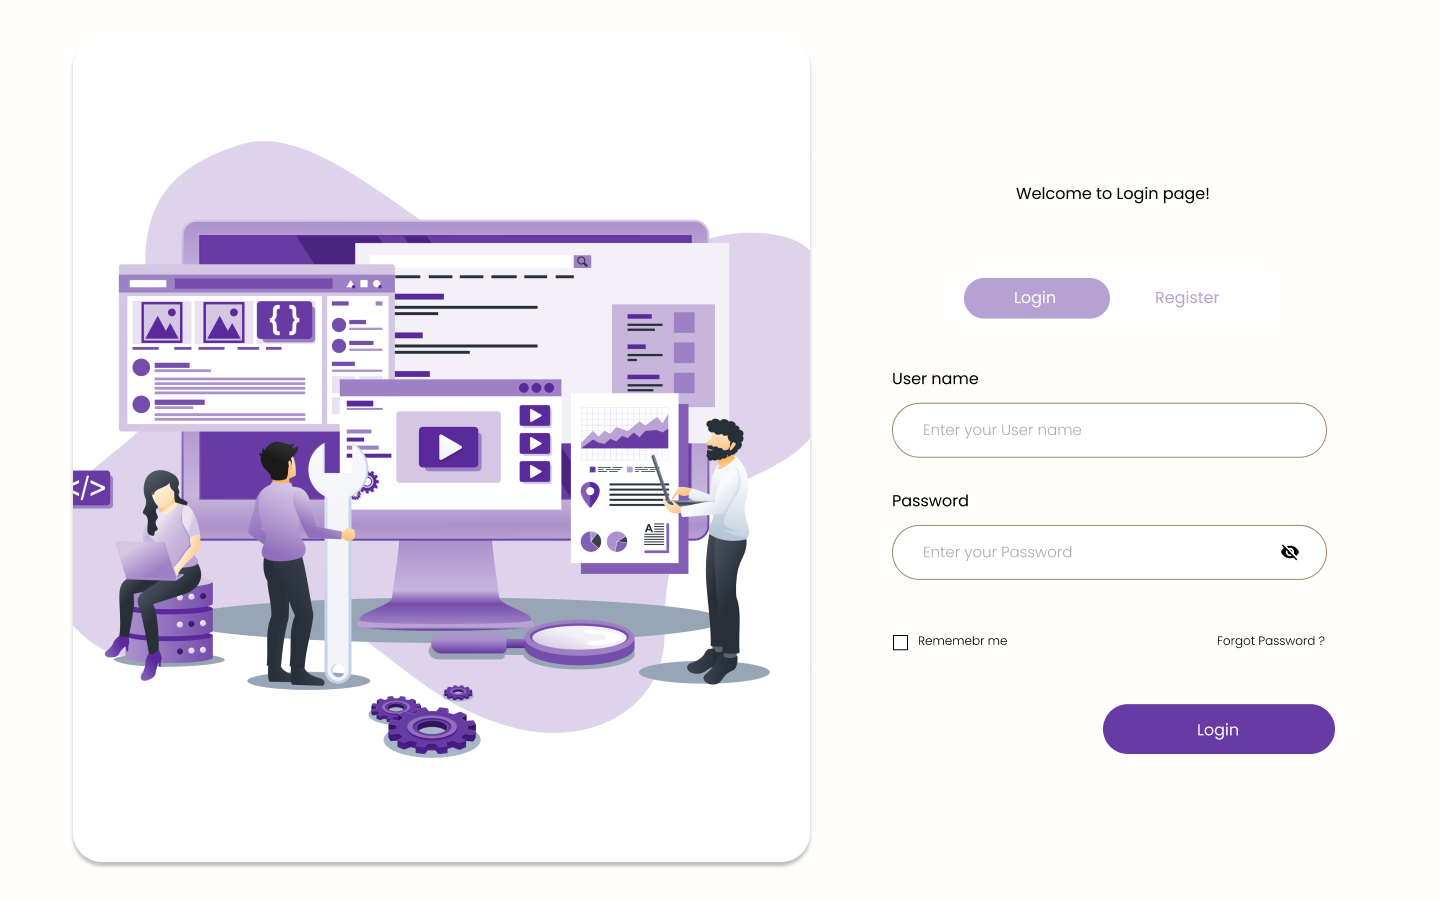 Welcome to Login page!
Login
Register
User name
Enter your User name
Password
Enter your Password
Rememebr me
Forgot Password ?
Login
{}
</>
A